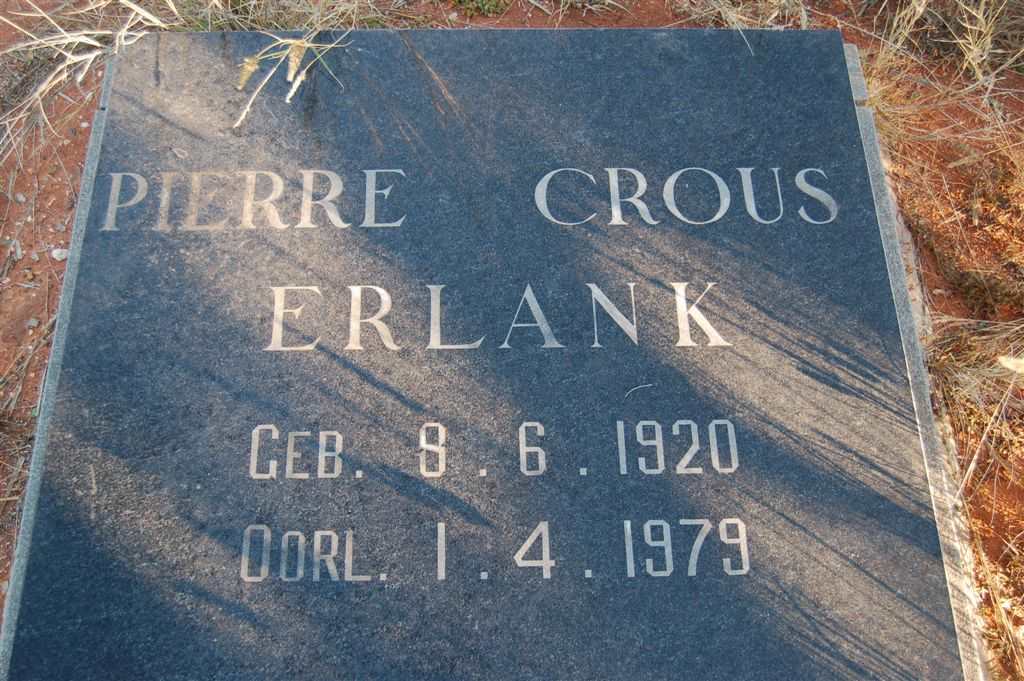 PIERRE CROUS
ERLANK
GEB. 8.6.1920
OORL. 1.4.1979